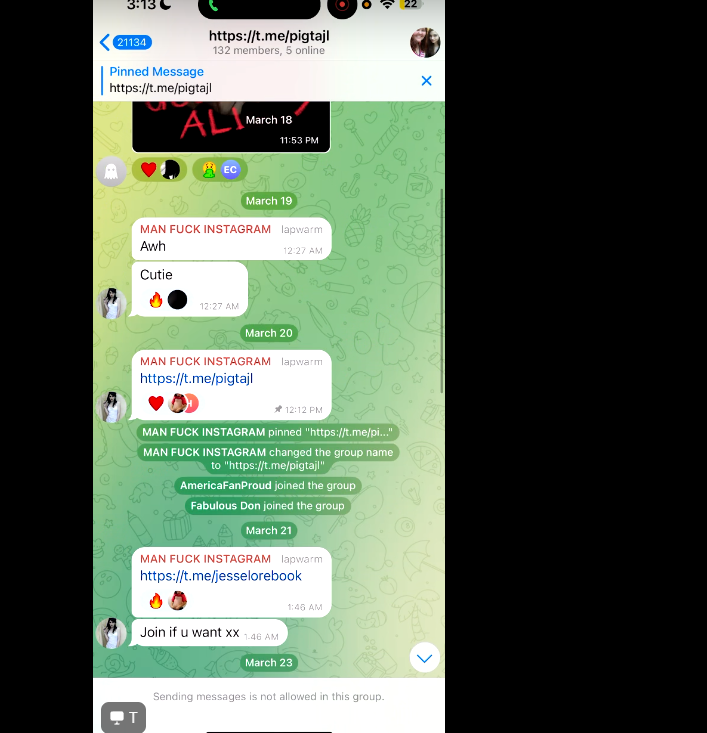 3:13
22
21134
https://t.me/pigtajl
132 members, 5 online
Pinned Message
https://t.me/pigtajl
ALI
March 18
11:53 PM
EC
March 19
MAN FUCK INSTAGRAM lapwarm
Awh
12:27 AM
Cutie
12:27 AM
March 20
MAN FUCK INSTAGRAM lapwarm
https://t.me/pigtajl
12:12 PM
MAN FUCK INSTAGRAM pinned "https://t.me/pi..."
MAN FUCK INSTAGRAM changed the group name
to "https://t.me/pigtajl"
AmericaFanProud joined the group
Fabulous Don joined the group
March 21
MAN FUCK INSTAGRAM lapwarm
https://t.me/jesselorebook
1:46 AM
Join if u want xx 1:46 AM
March 23
Sending messages is not allowed in this group.
T